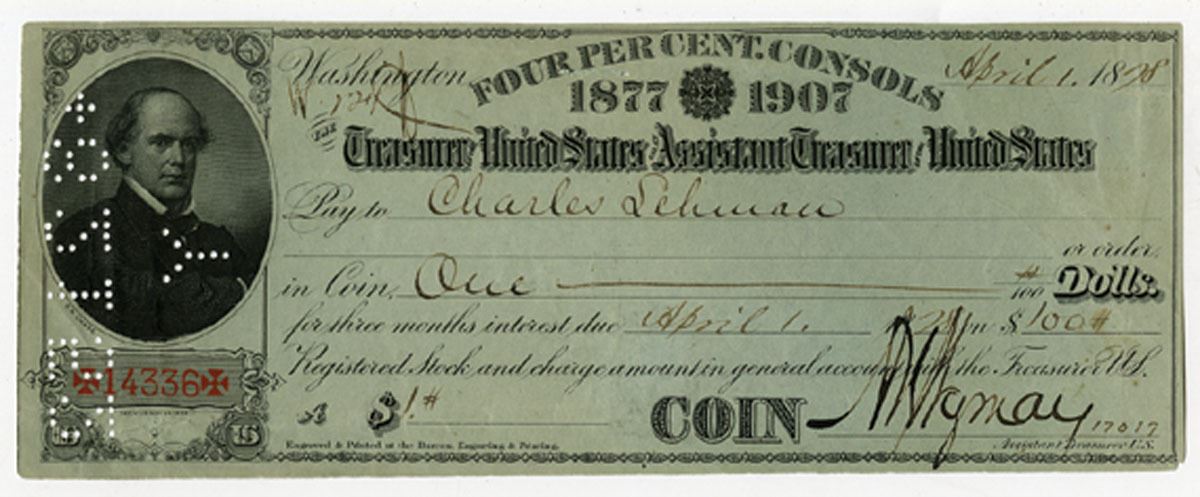 Washington
FOUR PER CENT. CONSOLS
April 1. 1878
1877 1907
THE
Treasurer United States Assistant Treasurer United States
Pay to Charles Lehman
or order,
in Coin, One /100 Dolls.
for three months interest due April 1. on $ 100
Registered Stock and charge amount in general account with the Treasurer U.S.
14336
A $ 1.
COIN
17017
Engraved & Printed at the Bureau, Engraving & Printing.
Assistant Treasurer U.S.